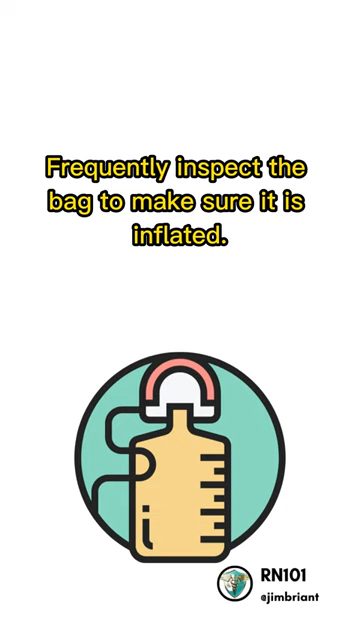 Frequently inspect the
bag to make sure it is
inflated.
RN101
@jimbriant